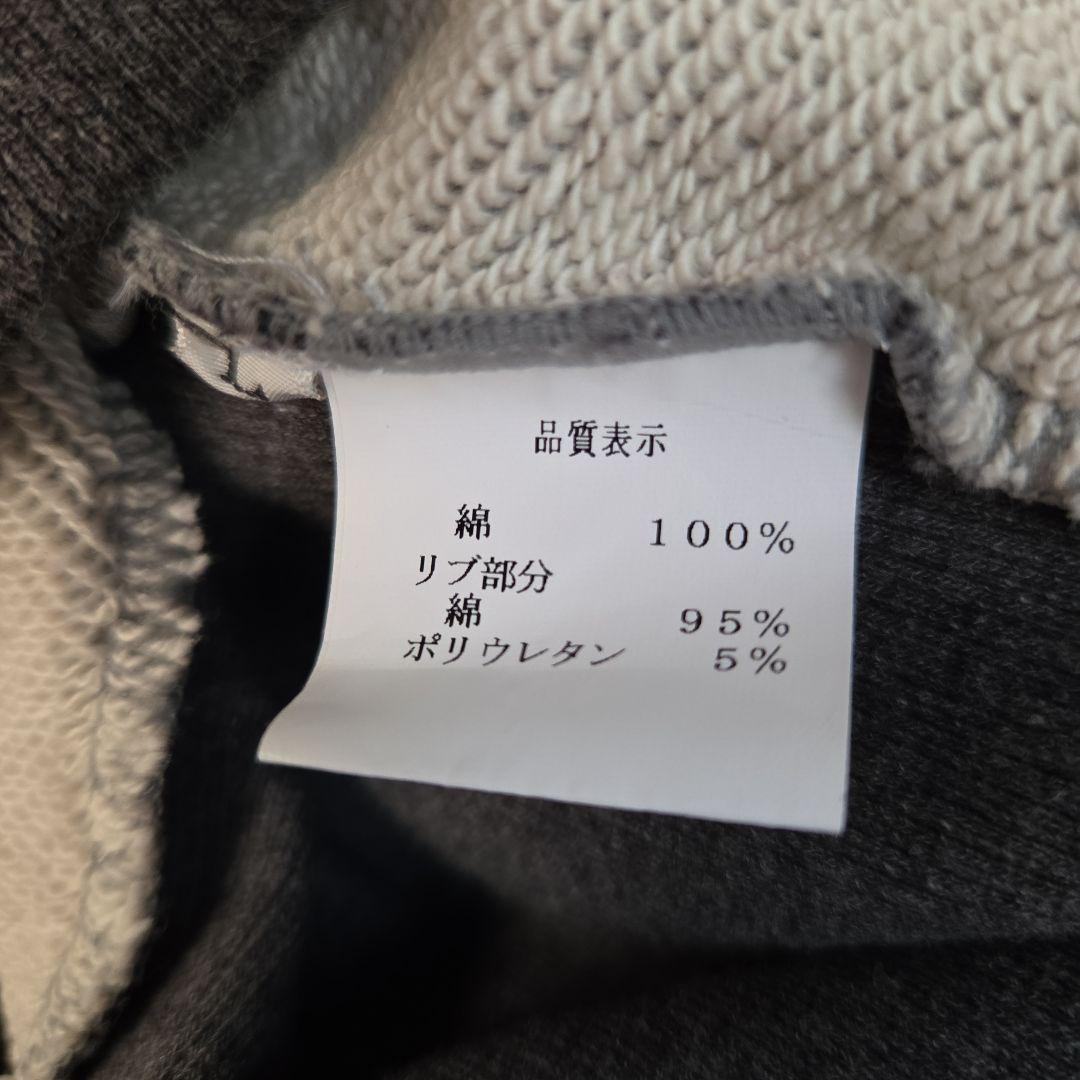 品質表示
綿 100%
リブ部分
綿 95%
ポリウレタン 5%